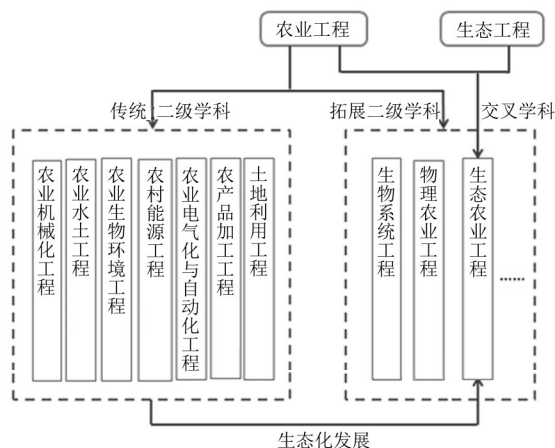 农业工程
生态工程
传统二级学科
拓展二级学科
交叉学科
农业机械化工程
农业水土工程
农业生物环境工程
农村能源工程
农业电气化与自动化工程
农产品加工工程
土地利用工程
生物系统工程
物理农业工程
生态农业工程
......
生态化发展